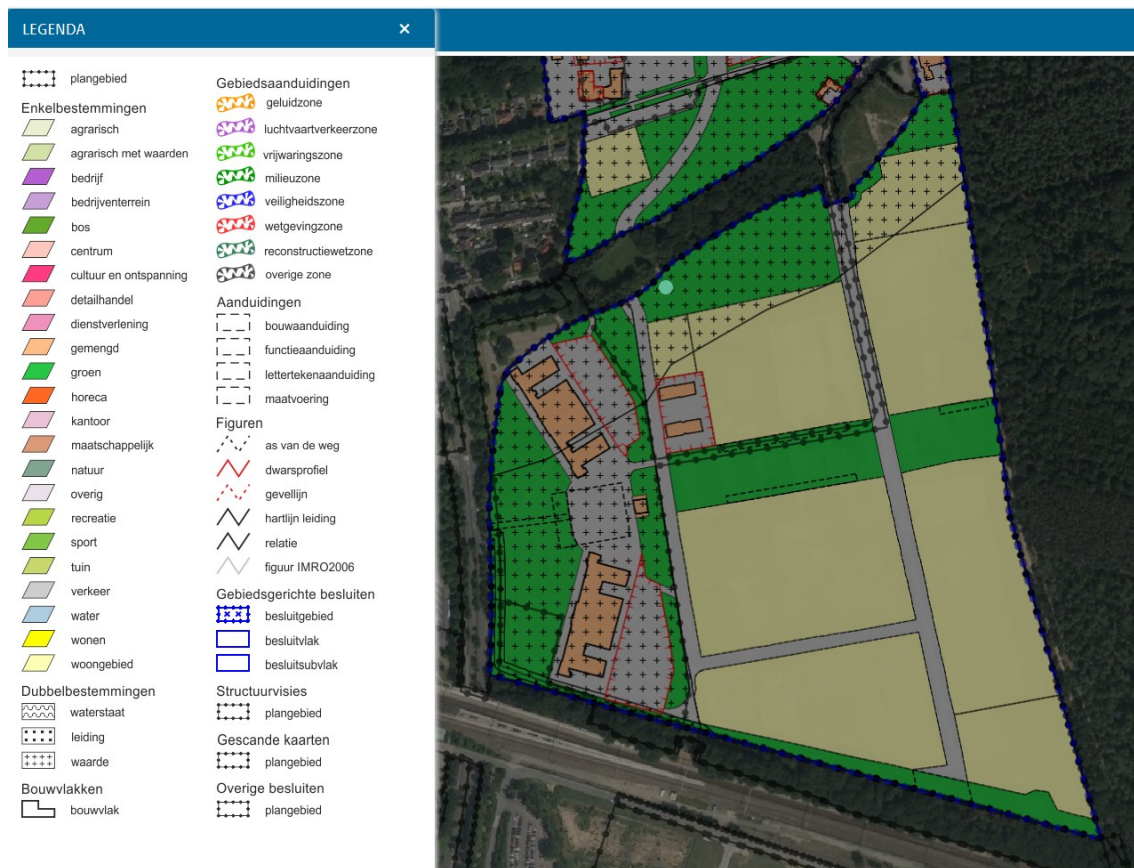 LEGENDA
plangebied
Enkelbestemmingen
agrarisch
agrarisch met waarden
bedrijf
bedrijventerrein
bos
centrum
cultuur en ontspanning
detailhandel
dienstverlening
gemengd
groen
horeca
kantoor
maatschappelijk
natuur
overig
recreatie
sport
tuin
verkeer
water
wonen
woongebied
Dubbelbestemmingen
waterstaat
leiding
waarde
Bouwvlakken
bouwvlak
Gebiedsaanduidingen
geluidzone
luchtvaartverkeerzone
vrijwaringszone
milieuzone
veiligheidszone
wetgevingzone
reconstructiewetzone
overige zone
Aanduidingen
bouwaanduiding
functieaanduiding
lettertekenaanduiding
maatvoering
Figuren
as van de weg
dwarsprofiel
gevellijn
hartlijn leiding
relatie
figuur IMRO2006
Gebiedsgerichte besluiten
besluitgebied
besluitvlak
besluitsubvlak
Structuurvisies
plangebied
Gescande kaarten
plangebied
Overige besluiten
plangebied